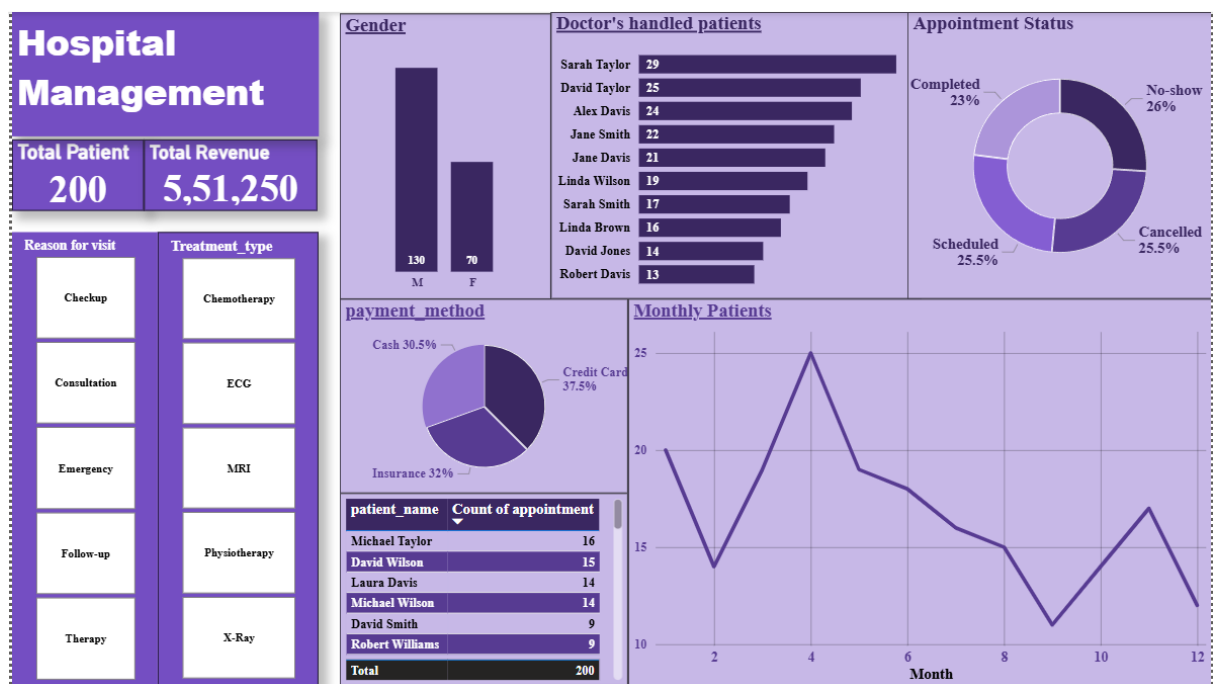 Hospital
Management
Total Patient
200
Total Revenue
5,51,250
Reason for visit
Checkup
Consultation
Emergency
Follow-up
Therapy
Treatment_type
Chemotherapy
ECG
MRI
Physiotherapy
X-Ray
Gender
130
70
M
F
Doctor's handled patients
Sarah Taylor 29
David Taylor 25
Alex Davis 24
Jane Smith 22
Jane Davis 21
Linda Wilson 19
Sarah Smith 17
Linda Brown 16
David Jones 14
Robert Davis 13
Appointment Status
Completed
23%
No-show
26%
Scheduled
25.5%
Cancelled
25.5%
payment_method
Cash 30.5%
Credit Card
37.5%
Insurance 32%
patient_name Count of appointment
Michael Taylor 16
David Wilson 15
Laura Davis 14
Michael Wilson 14
David Smith 9
Robert Williams 9
Total 200
Monthly Patients
25
20
15
10
2 4 6 8 10 12
Month